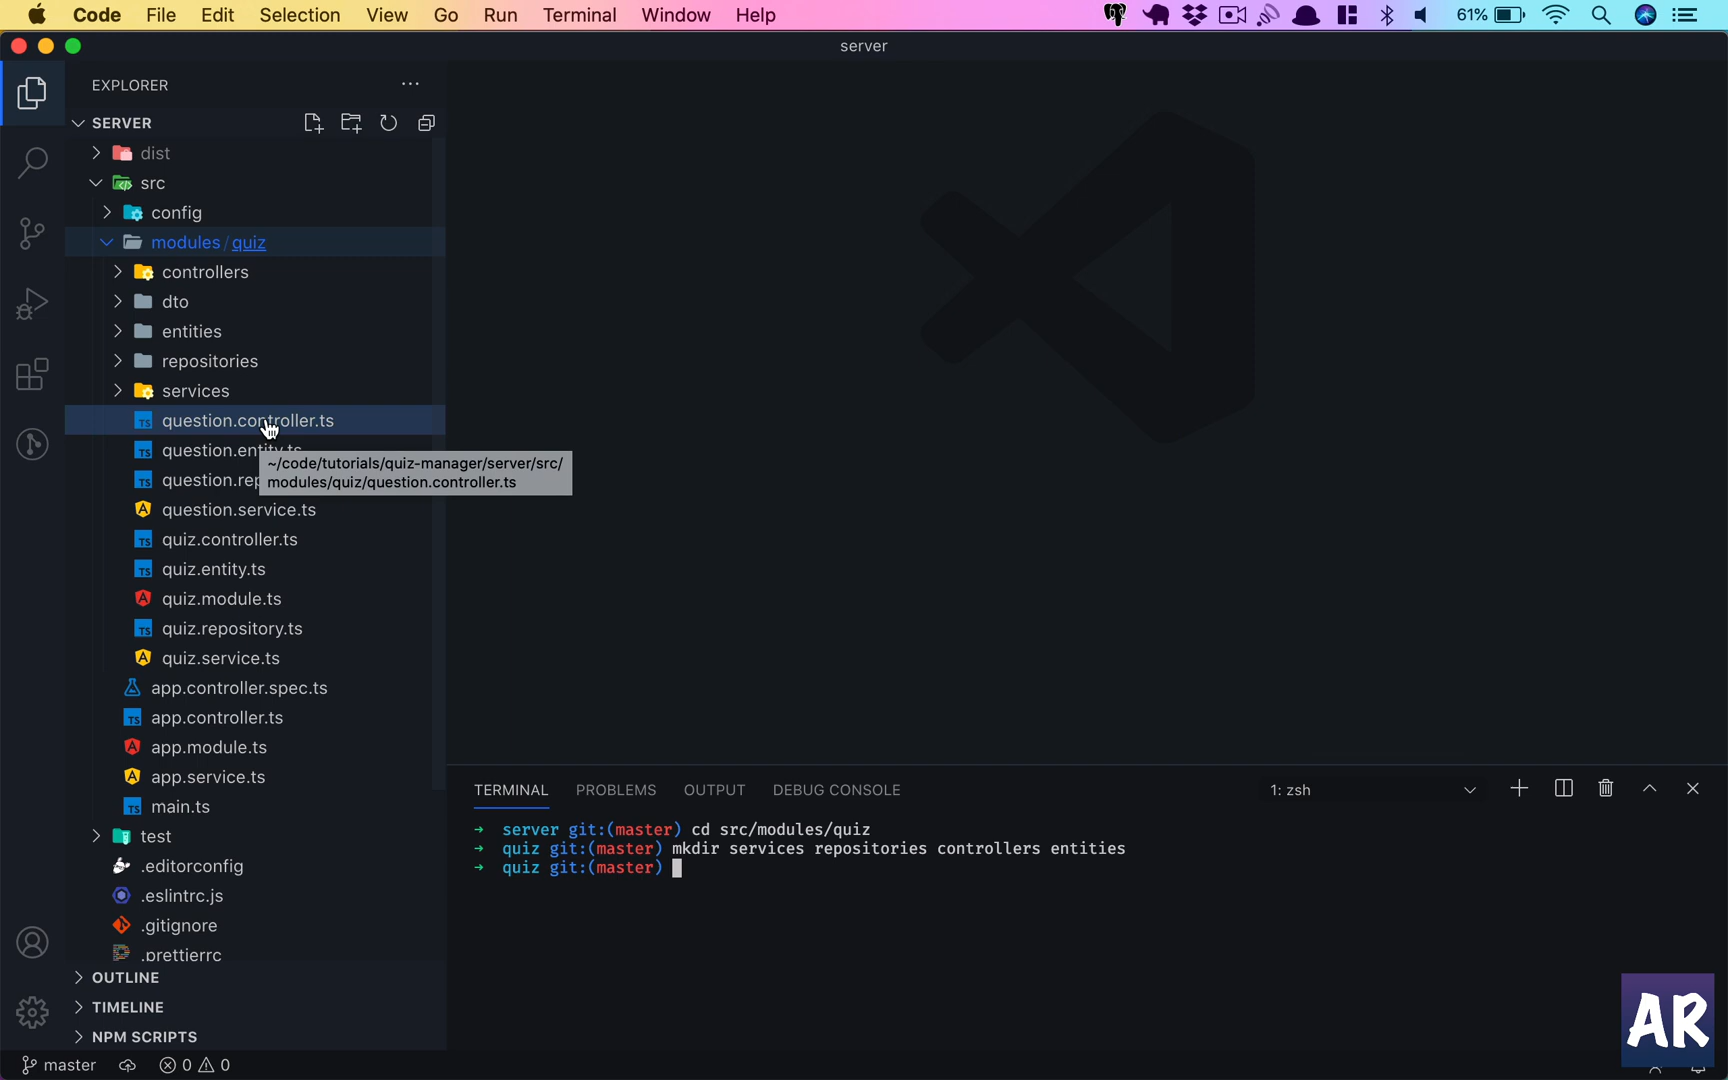 Code File Edit Selection View Go Run Terminal Window Help 61%
server
EXPLORER ...
SERVER
dist
src
config
modules / quiz
controllers
dto
entities
repositories
services
question.controller.ts
question.entity.ts
~/code/tutorials/quiz-manager/server/src/
modules/quiz/question.controller.ts
question.rep
question.service.ts
quiz.controller.ts
quiz.entity.ts
quiz.module.ts
quiz.repository.ts
quiz.service.ts
app.controller.spec.ts
app.controller.ts
app.module.ts
app.service.ts
main.ts
test
.editorconfig
.eslintrc.js
.gitignore
.prettierrc
OUTLINE
TIMELINE
NPM SCRIPTS
TERMINAL PROBLEMS OUTPUT DEBUG CONSOLE 1: zsh
→ server git:(master) cd src/modules/quiz
→ quiz git:(master) mkdir services repositories controllers entities
→ quiz git:(master)
AR
master 0 0